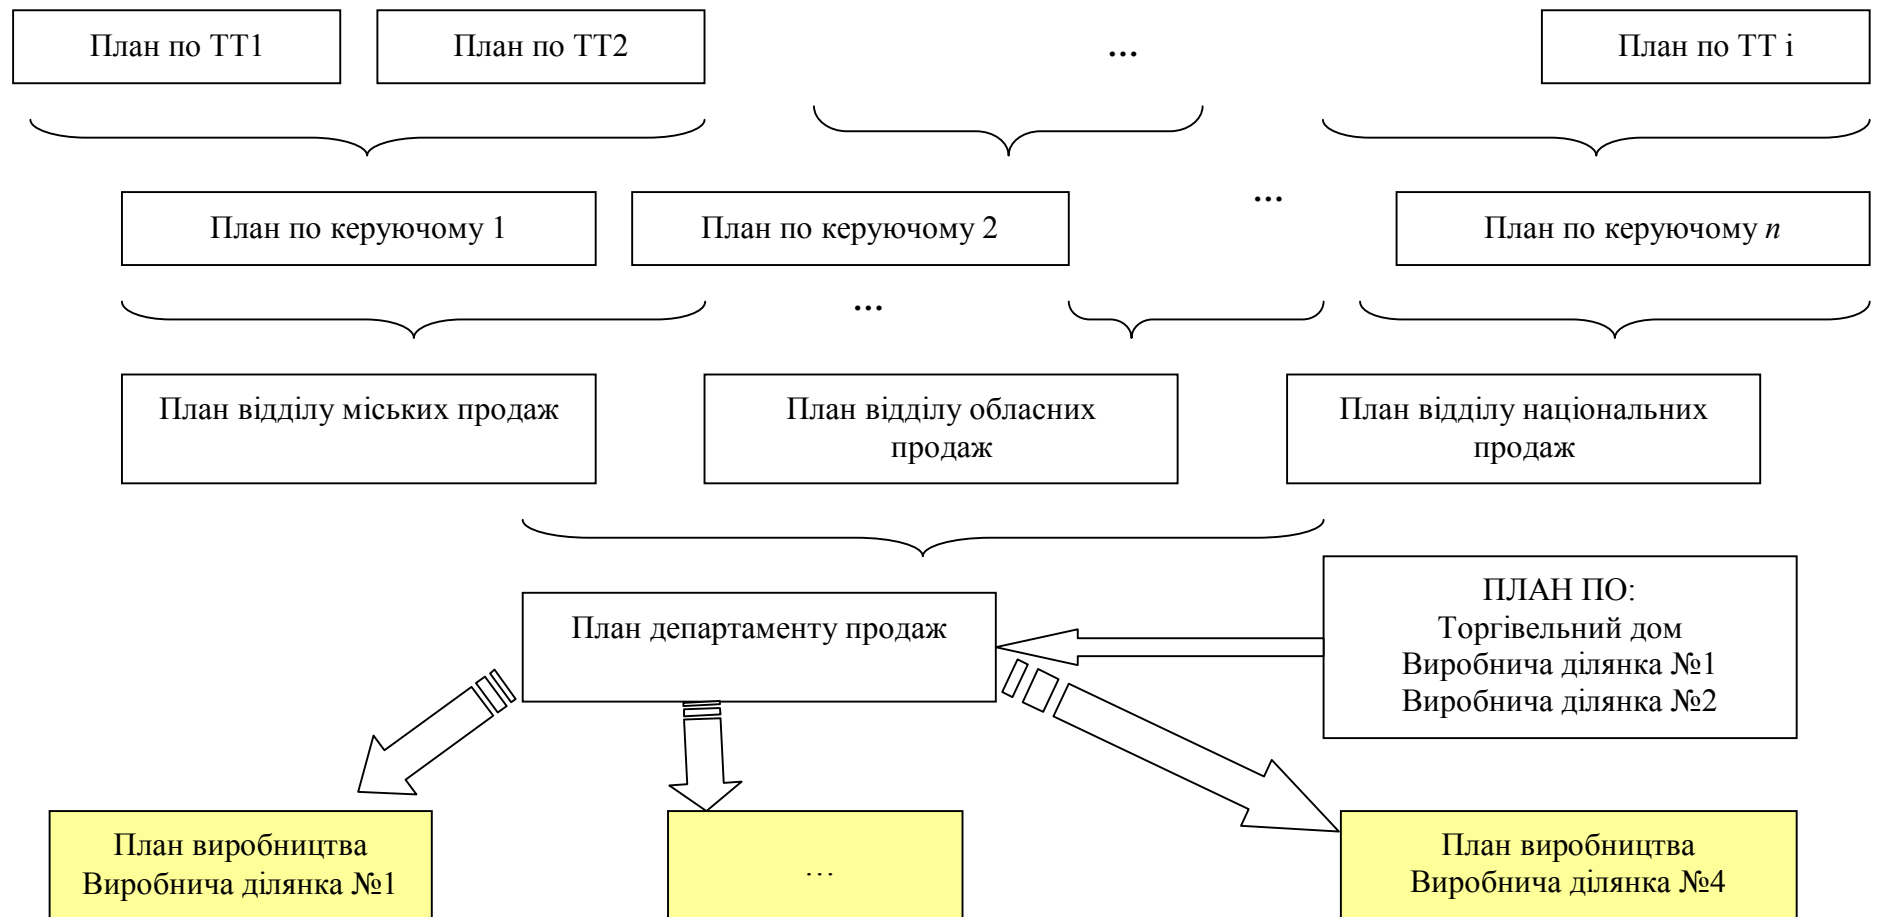 План по ТТ1
План по ТТ2
...
План по ТТ і
План по керуючому 1
План по керуючому 2
...
План по керуючому n
...
План відділу міських продаж
План відділу обласних
продаж
План відділу національних
продаж
План департаменту продаж
ПЛАН ПО:
Торгівельний дом
Виробнича ділянка №1
Виробнича ділянка №2
План виробництва
Виробнича ділянка №1
…
План виробництва
Виробнича ділянка №4